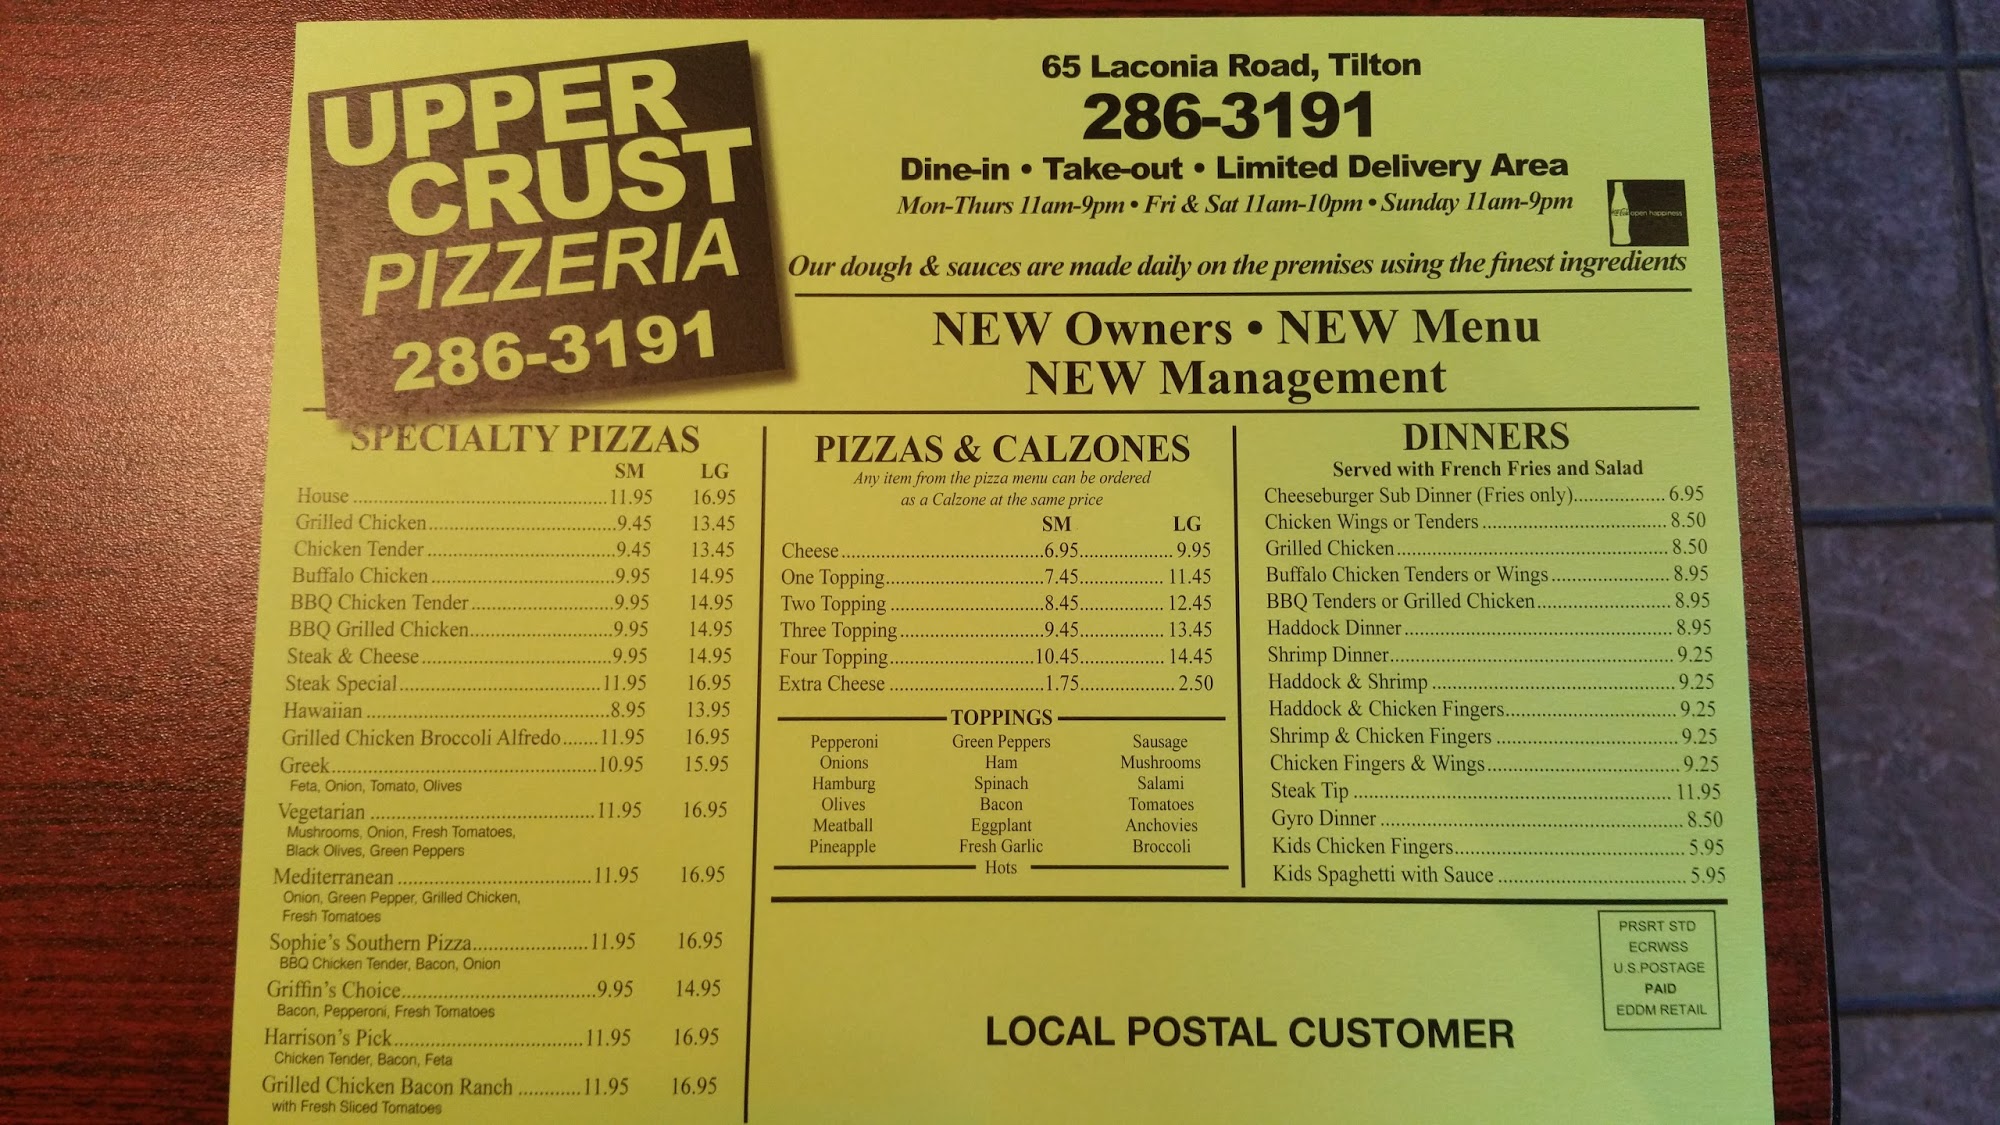 UPPER
CRUST
PIZZERIA
286-3191
65 Laconia Road, Tilton
286-3191
Dine-in • Take-out • Limited Delivery Area
Mon-Thurs 11am-9pm • Fri & Sat 11am-10pm • Sunday 11am-9pm
Coca-Cola open happiness
Our dough & sauces are made daily on the premises using the finest ingredients
NEW Owners • NEW Menu
NEW Management
SPECIALTY PIZZAS
SM LG
House 11.95 16.95
Grilled Chicken 9.45 13.45
Chicken Tender 9.45 13.45
Buffalo Chicken 9.95 14.95
BBQ Chicken Tender 9.95 14.95
BBQ Grilled Chicken 9.95 14.95
Steak & Cheese 9.95 14.95
Steak Special 11.95 16.95
Hawaiian 8.95 13.95
Grilled Chicken Broccoli Alfredo 11.95 16.95
Greek 10.95 15.95
Feta, Onion, Tomato, Olives
Vegetarian 11.95 16.95
Mushrooms, Onion, Fresh Tomatoes,
Black Olives, Green Peppers
Mediterranean 11.95 16.95
Onion, Green Pepper, Grilled Chicken,
Fresh Tomatoes
Sophie's Southern Pizza 11.95 16.95
BBQ Chicken Tender, Bacon, Onion
Griffin's Choice 9.95 14.95
Bacon, Pepperoni, Fresh Tomatoes
Harrison's Pick 11.95 16.95
Chicken Tender, Bacon, Feta
Grilled Chicken Bacon Ranch 11.95 16.95
with Fresh Sliced Tomatoes
PIZZAS & CALZONES
Any item from the pizza menu can be ordered
as a Calzone at the same price
SM LG
Cheese 6.95 9.95
One Topping 7.45 11.45
Two Topping 8.45 12.45
Three Topping 9.45 13.45
Four Topping 10.45 14.45
Extra Cheese 1.75 2.50
TOPPINGS
Pepperoni Green Peppers Sausage
Onions Ham Mushrooms
Hamburg Spinach Salami
Olives Bacon Tomatoes
Meatball Eggplant Anchovies
Pineapple Fresh Garlic Broccoli
Hots
DINNERS
Served with French Fries and Salad
Cheeseburger Sub Dinner (Fries only) 6.95
Chicken Wings or Tenders 8.50
Grilled Chicken 8.50
Buffalo Chicken Tenders or Wings 8.95
BBQ Tenders or Grilled Chicken 8.95
Haddock Dinner 8.95
Shrimp Dinner 9.25
Haddock & Shrimp 9.25
Haddock & Chicken Fingers 9.25
Shrimp & Chicken Fingers 9.25
Chicken Fingers & Wings 9.25
Steak Tip 11.95
Gyro Dinner 8.50
Kids Chicken Fingers 5.95
Kids Spaghetti with Sauce 5.95
PRSRT STD
ECRWSS
U.S.POSTAGE
PAID
EDDM RETAIL
LOCAL POSTAL CUSTOMER